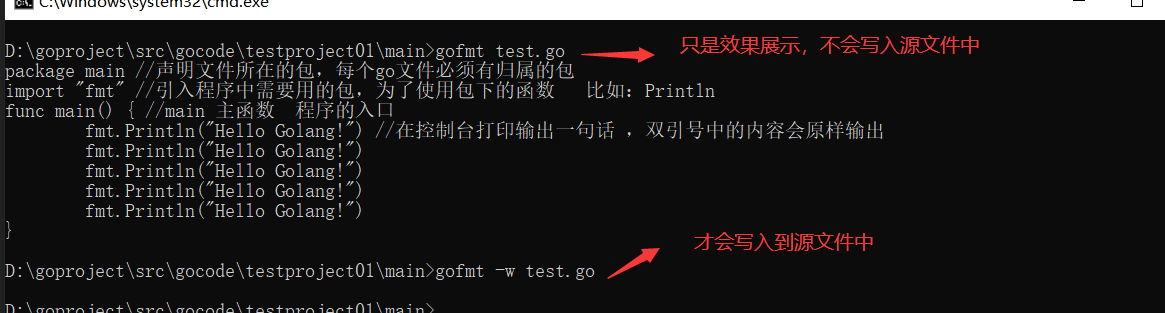 C:\Windows\system32\cmd.exe
D:\goproject\src\gocode\testproject01\main>gofmt test.go
只是效果展示，不会写入源文件中
package main //声明文件所在的包，每个go文件必须有归属的包
import "fmt" //引入程序中需要用的包，为了使用包下的函数   比如：Println
func main() { //main 主函数  程序的入口
        fmt.Println("Hello Golang!") //在控制台打印输出一句话 ，双引号中的内容会原样输出
        fmt.Println("Hello Golang!")
        fmt.Println("Hello Golang!")
        fmt.Println("Hello Golang!")
        fmt.Println("Hello Golang!")
}
才会写入到源文件中
D:\goproject\src\gocode\testproject01\main>gofmt -w test.go
D:\goproject\src\gocode\testproject01\main>